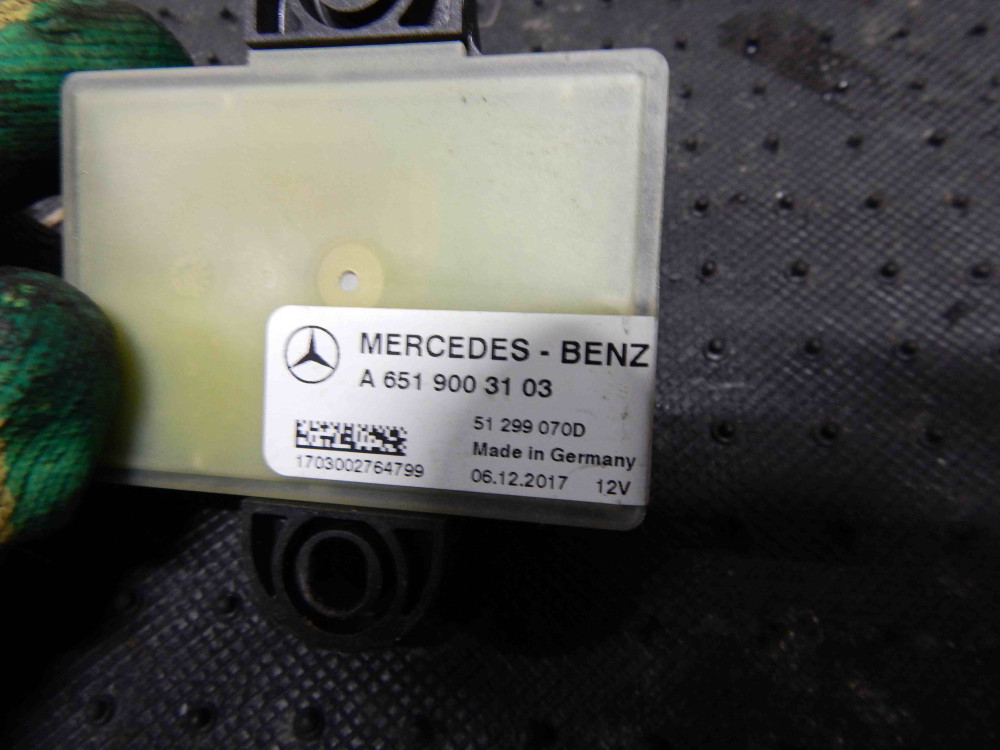 MERCEDES - BENZ
A 651 900 31 03
51 299 070D
Made in Germany
1703002764799
06.12.2017 12V